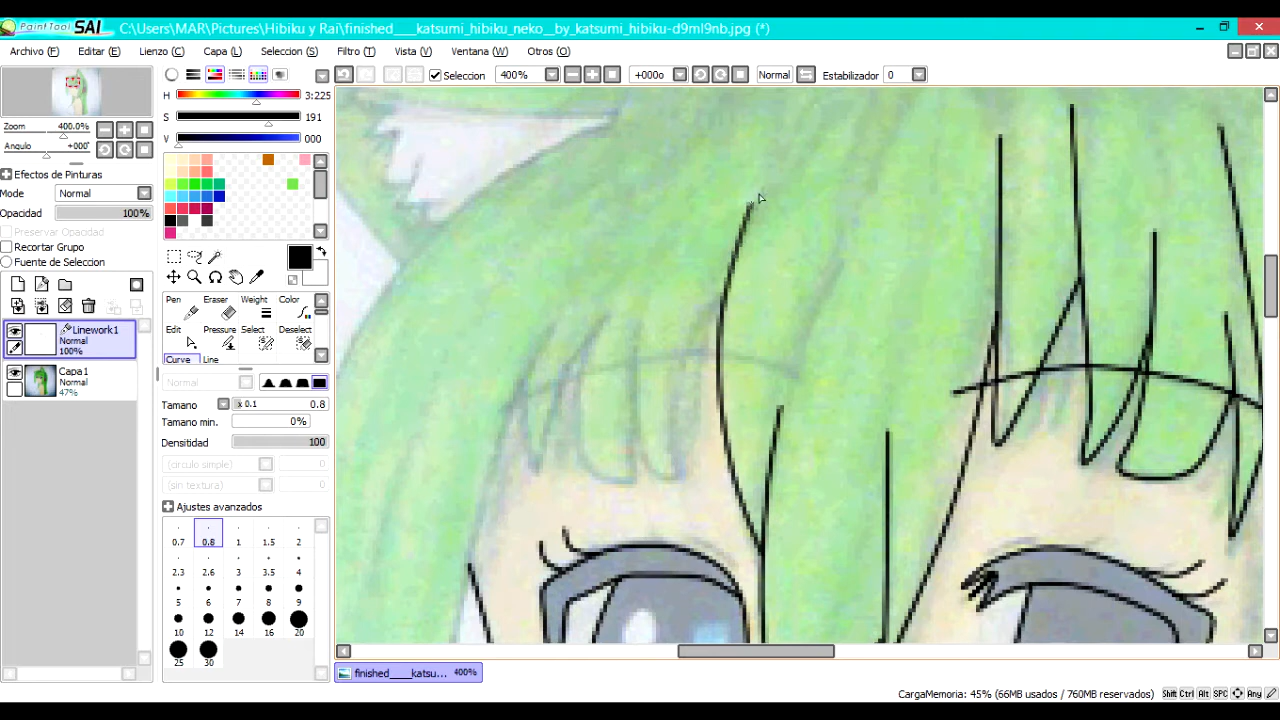 PaintTool SAI C:\Users\MAR\Pictures\Hibiku y Rai\finished____katsumi_hibiku_neko__by_katsumi_hibiku-d9ml9nb.jpg (*)
Archivo (F) Editar (E) Lienzo (C) Capa (L) Seleccion (S) Filtro (T) Vista (V) Ventana (W) Otros (O)
Seleccion 400% +000o Normal Estabilizador 0
H 3:225
S 191
V 000
Zoom 400.0%
Angulo +000°
Efectos de Pinturas
Mode Normal
Opacidad 100%
Preservar Opacidad
Recortar Grupo
Fuente de Seleccion
Linework1
Normal
100%
Capa1
Normal
47%
Pen Eraser Weight Color
Edit Pressure Select Deselect
Curve Line
Normal
Tamano x 0.1 0.8
Tamano min. 0%
Densitidad 100
(circulo simple)
(sin textura)
Ajustes avanzados
0.7 0.8 1 1.5 2
2.3 2.6 3 3.5 4
5 6 7 8 9
10 12 14 16 20
25 30
finished____katsu... 400%
CargaMemoria: 45% (66MB usados / 760MB reservados) Shift Ctrl Alt SPC Any